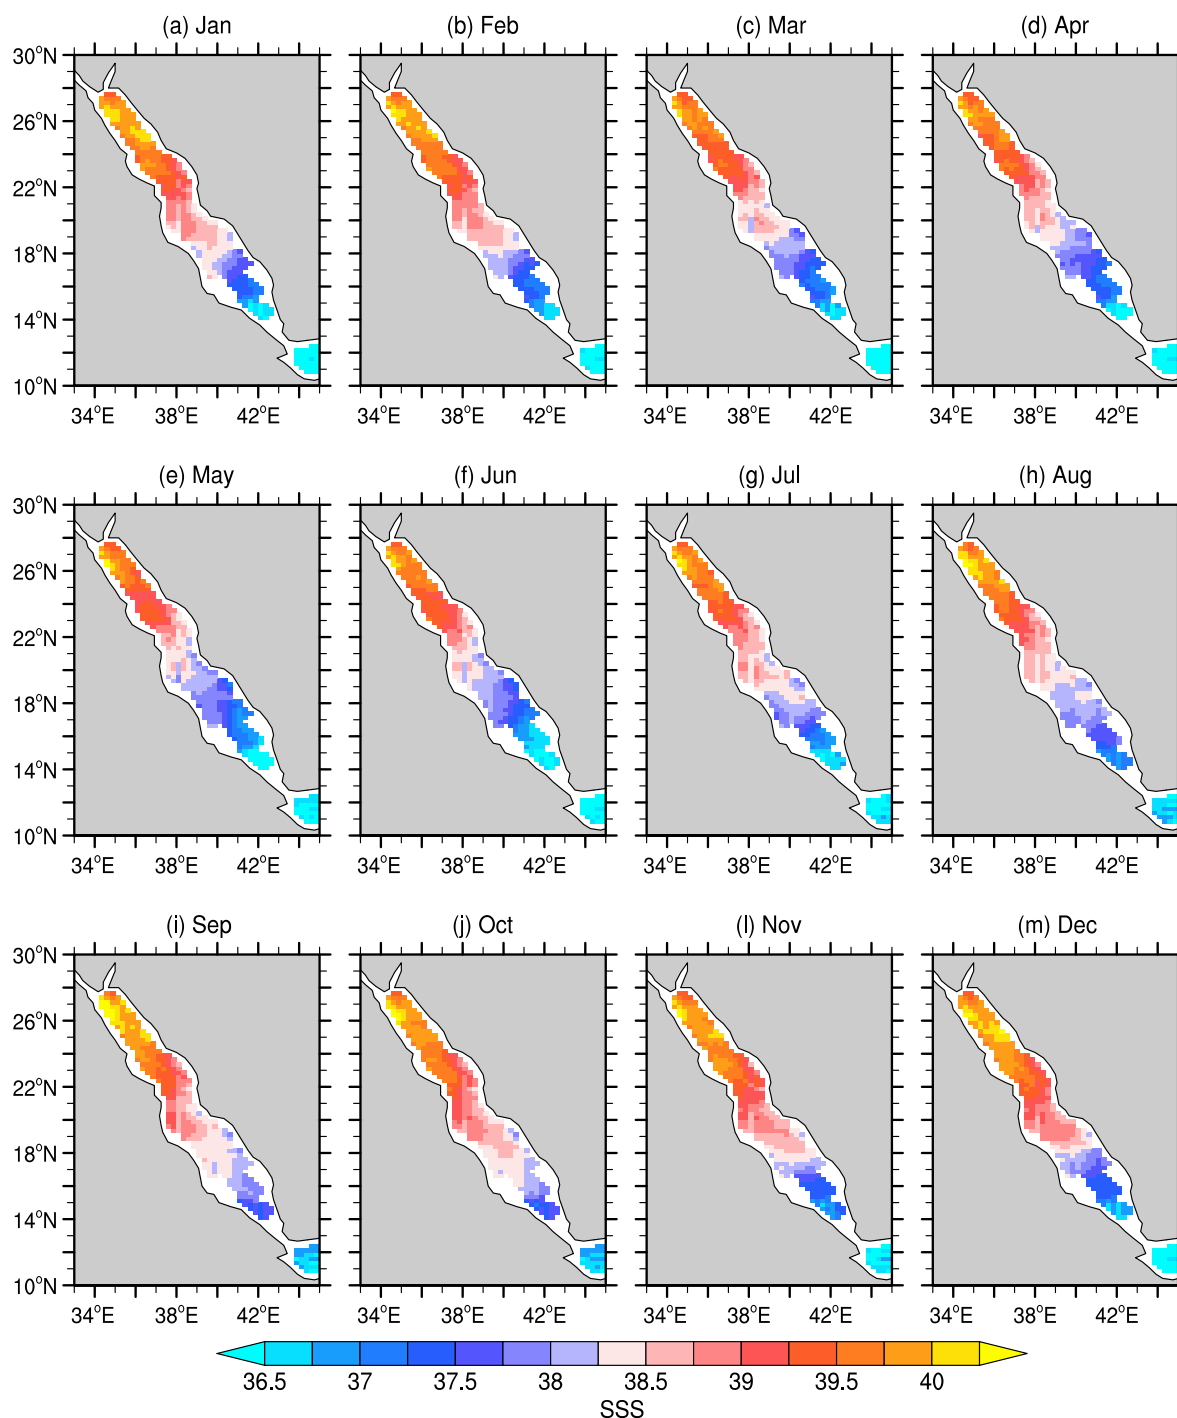 (a) Jan (b) Feb (c) Mar (d) Apr
30°N
26°N
22°N
18°N
14°N
10°N
34°E 38°E 42°E 34°E 38°E 42°E 34°E 38°E 42°E 34°E 38°E 42°E
(e) May (f) Jun (g) Jul (h) Aug
30°N
26°N
22°N
18°N
14°N
10°N
34°E 38°E 42°E 34°E 38°E 42°E 34°E 38°E 42°E 34°E 38°E 42°E
(i) Sep (j) Oct (l) Nov (m) Dec
30°N
26°N
22°N
18°N
14°N
10°N
34°E 38°E 42°E 34°E 38°E 42°E 34°E 38°E 42°E 34°E 38°E 42°E
36.5 37 37.5 38 38.5 39 39.5 40
SSS